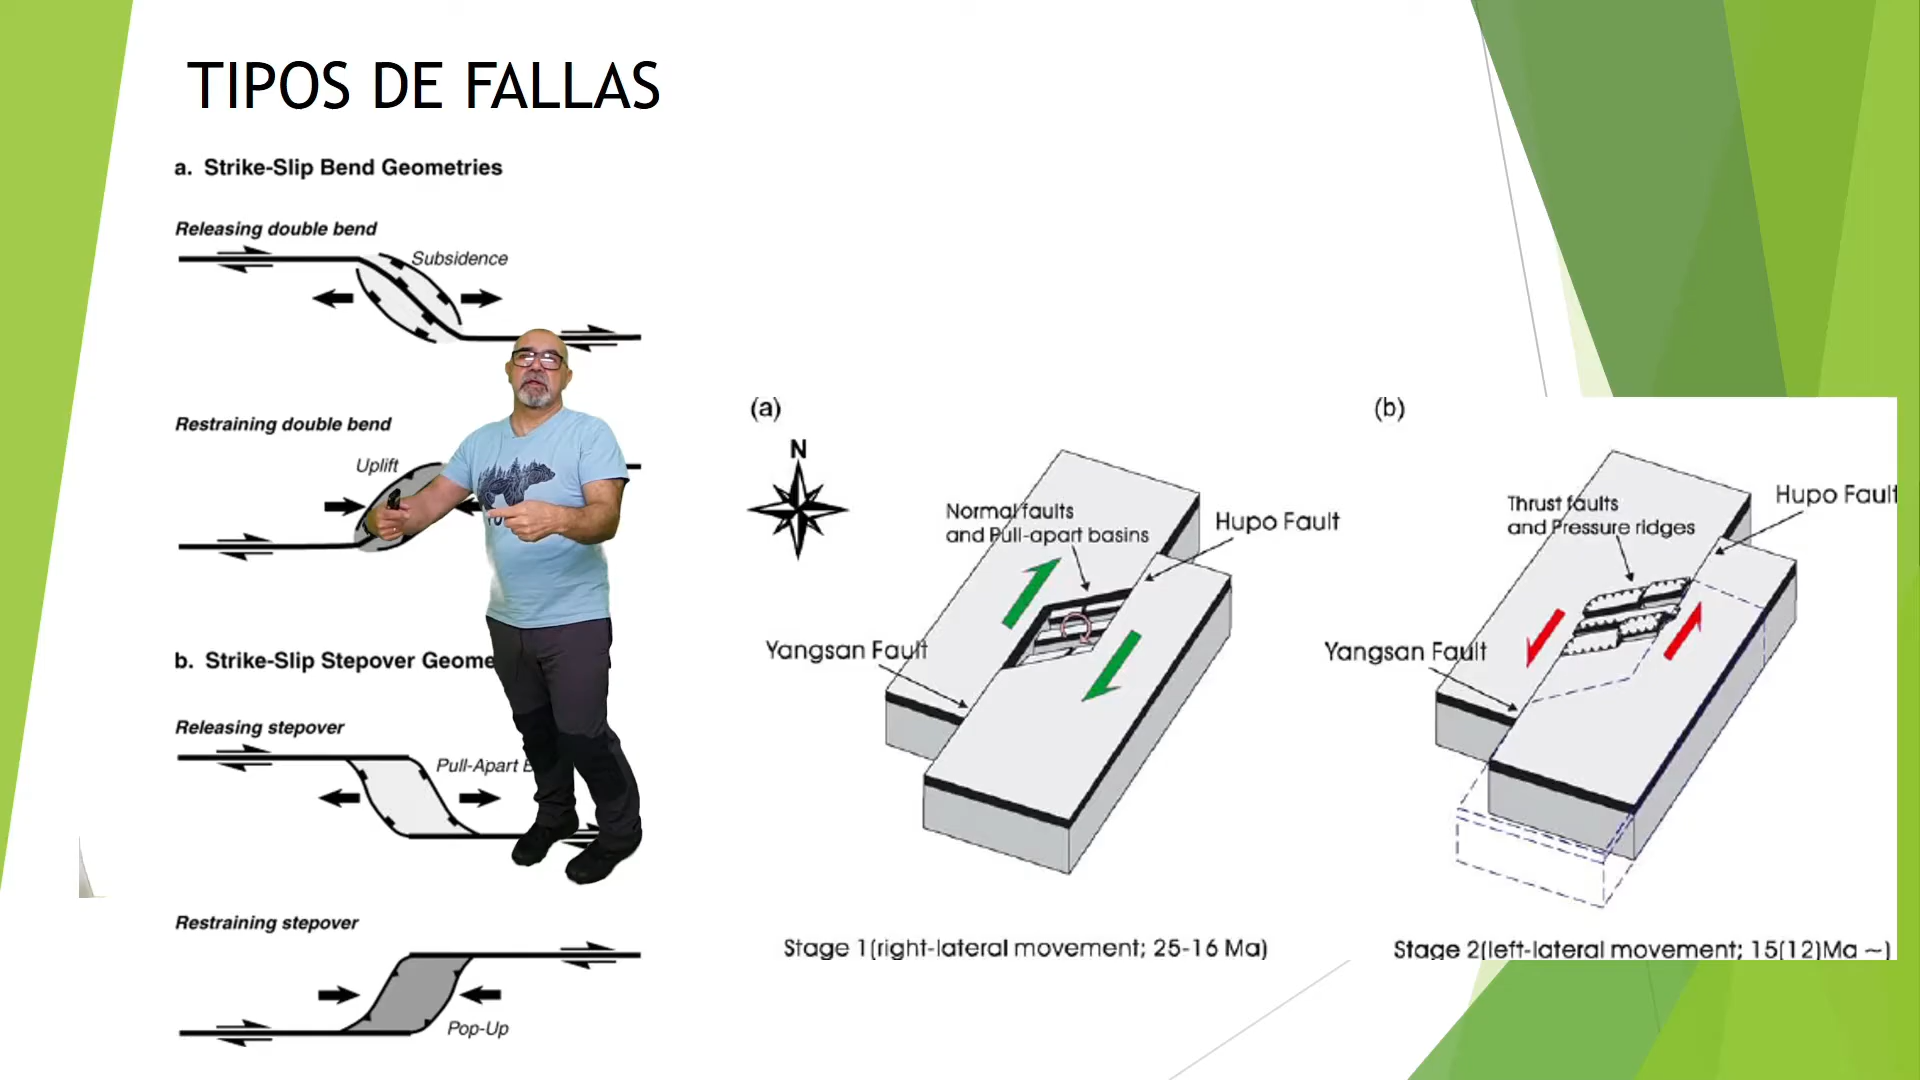 TIPOS DE FALLAS
a. Strike-Slip Bend Geometries
Releasing double bend
Subsidence
Restraining double bend
Uplift
b. Strike-Slip Stepover
Releasing stepover
Pull-Apart
Restraining stepover
Pop-Up
(a)
N
Normal faults
and Pull-apart basins
Hupo Fault
Yangsan Fault
Stage 1(right-lateral movement; 25-16 Ma)
(b)
Thrust faults
and Pressure ridges
Hupo Fault
Yangsan Fault
Stage 2(left-lateral movement; 15(12)Ma ~)